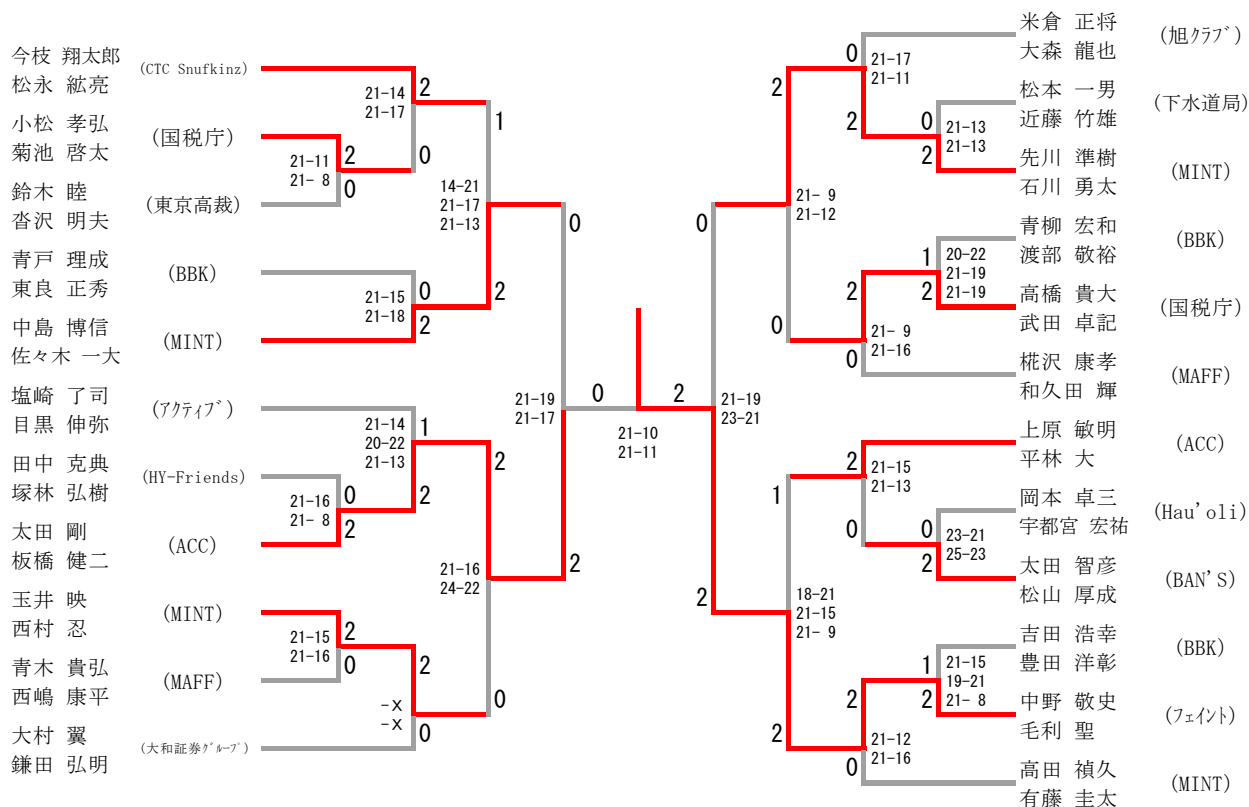 今枝 翔太郎
松永 紘亮
(CTC Snufkinz)
小松 孝弘
菊池 啓太
(国税庁)
鈴木 睦
沓沢 明夫
(東京高裁)
青戸 理成
東良 正秀
(BBK)
中島 博信
佐々木 一大
(MINT)
塩崎 了司
目黒 伸弥
(アクティブ)
田中 克典
塚林 弘樹
(HY-Friends)
太田 剛
板橋 健二
(ACC)
玉井 映
西村 忍
(MINT)
青木 貴弘
西嶋 康平
(MAFF)
大村 翼
鎌田 弘明
(大和証券グループ)
2
21-11
21- 8
0
2
21-14
21-17
0
0
21-15
21-18
2
1
14-21
21-17
21-13
2
0
21-16
21- 8
2
1
21-14
20-22
21-13
2
2
21-15
21-16
0
2
-X
-X
0
2
21-16
24-22
0
0
21-19
21-17
2
0
2
21-10
21-11
0
21-19
23-21
2
2
21- 9
21-12
0
0
21-17
21-11
2
0
21-13
21-13
2
1
20-22
21-19
21-19
2
2
21- 9
21-16
0
1
18-21
21-15
21- 9
2
2
21-15
21-13
0
0
23-21
25-23
2
1
21-15
19-21
21- 8
2
2
21-12
21-16
0
米倉 正将
大森 龍也
(旭クラブ)
松本 一男
近藤 竹雄
(下水道局)
先川 準樹
石川 勇太
(MINT)
青柳 宏和
渡部 敬裕
(BBK)
高橋 貴大
武田 卓記
(国税庁)
椛沢 康孝
和久田 輝
(MAFF)
上原 敏明
平林 大
(ACC)
岡本 卓三
宇都宮 宏祐
(Hau'oli)
太田 智彦
松山 厚成
(BAN'S)
吉田 浩幸
豊田 洋彰
(BBK)
中野 敬史
毛利 聖
(フェイント)
高田 禎久
有藤 圭太
(MINT)